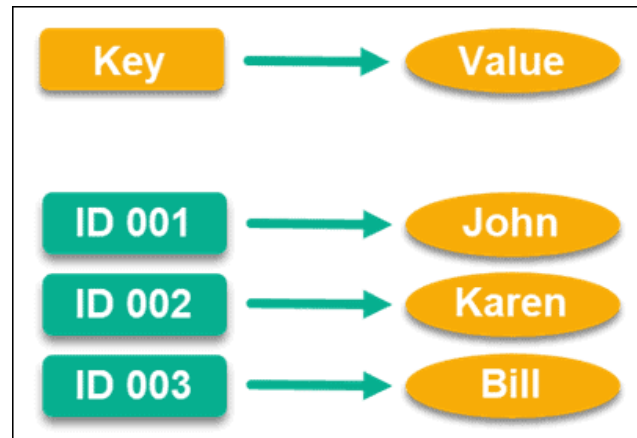 Key Value
ID 001 John
ID 002 Karen
ID 003 Bill